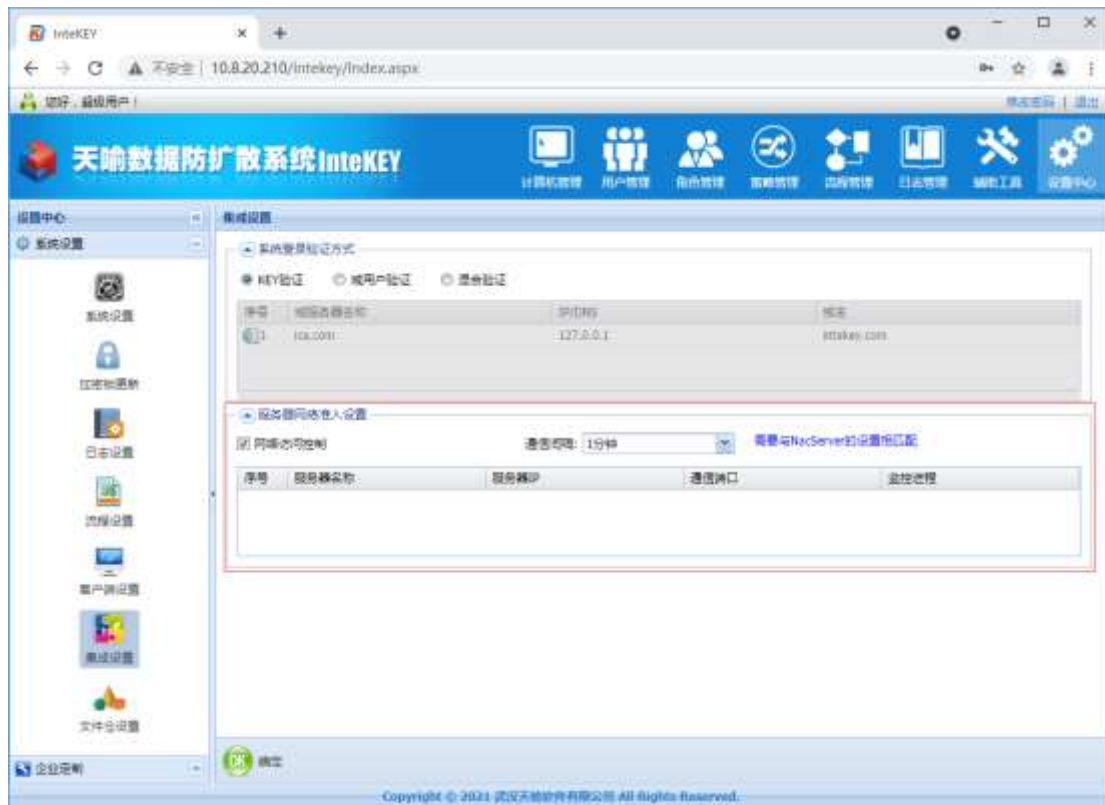 InteKEY
不安全 | 10.8.20.210/intekey/Index.aspx
您好，超级用户！
修改密码 | 退出
天喻数据防扩散系统InteKEY
计算机管理 用户管理 角色管理 策略管理 流程管理 日志管理 辅助工具 设置中心
设置中心
系统设置
系统设置
加密锁更新
日志设置
流程设置
客户端设置
集成设置
文件仓设置
企业定制
集成设置
系统登录验证方式
KEY验证 域用户验证 混合验证
序号 域服务器名称 IP/DNS 域名
1 ica.com 127.0.0.1 intekey.com
服务器网络准入设置
网络访问控制 通信间隔: 1分钟 需要与NacServer的设置相匹配
序号 服务器名称 服务器IP 通信端口 监控进程
OK 确定
Copyright © 2021 武汉天喻软件有限公司 All Rights Reserved.